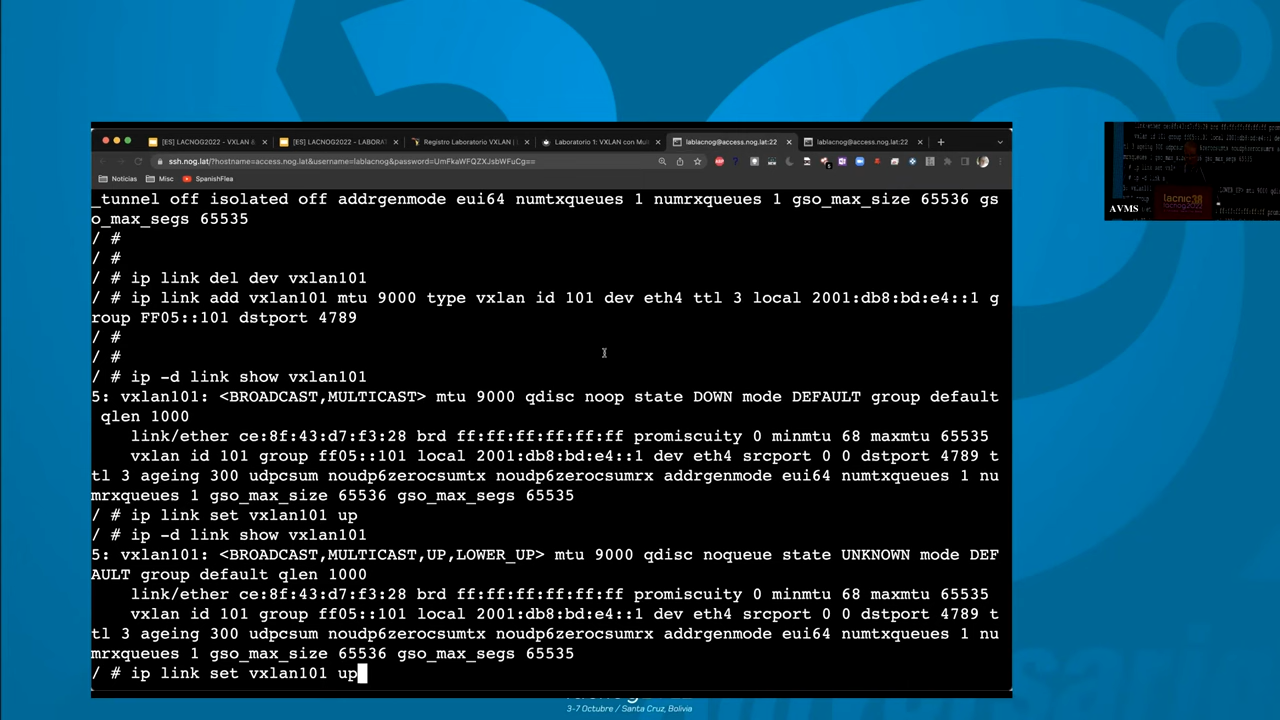 [ES] LACNOG2022 - VXLAN
[ES] LACNOG2022 - LABORAT
Registro Laboratorio VXLAN |
Laboratorio 1: VXLAN con Mul
lablacnog@access.nog.lat:22
lablacnog@access.nog.lat:22
ssh.nog.lat/?hostname=access.nog.lat&username=lablacnog&password=UmFkaWFQZXJsbWFuCg==
Noticias
Misc
SpanishFlea
_tunnel off isolated off addrgenmode eui64 numtxqueues 1 numrxqueues 1 gso_max_size 65536 gs
o_max_segs 65535
/ #
/ #
/ # ip link del dev vxlan101
/ # ip link add vxlan101 mtu 9000 type vxlan id 101 dev eth4 ttl 3 local 2001:db8:bd:e4::1 g
roup FF05::101 dstport 4789
/ #
/ #
/ # ip -d link show vxlan101
5: vxlan101: <BROADCAST,MULTICAST> mtu 9000 qdisc noop state DOWN mode DEFAULT group default
qlen 1000
link/ether ce:8f:43:d7:f3:28 brd ff:ff:ff:ff:ff:ff promiscuity 0 minmtu 68 maxmtu 65535
vxlan id 101 group ff05::101 local 2001:db8:bd:e4::1 dev eth4 srcport 0 0 dstport 4789 t
tl 3 ageing 300 udpcsum noudp6zerocsumtx noudp6zerocsumrx addrgenmode eui64 numtxqueues 1 nu
mrxqueues 1 gso_max_size 65536 gso_max_segs 65535
/ # ip link set vxlan101 up
/ # ip -d link show vxlan101
5: vxlan101: <BROADCAST,MULTICAST,UP,LOWER_UP> mtu 9000 qdisc noqueue state UNKNOWN mode DEF
AULT group default qlen 1000
link/ether ce:8f:43:d7:f3:28 brd ff:ff:ff:ff:ff:ff promiscuity 0 minmtu 68 maxmtu 65535
vxlan id 101 group ff05::101 local 2001:db8:bd:e4::1 dev eth4 srcport 0 0 dstport 4789 t
tl 3 ageing 300 udpcsum noudp6zerocsumtx noudp6zerocsumrx addrgenmode eui64 numtxqueues 1 nu
mrxqueues 1 gso_max_size 65536 gso_max_segs 65535
/ # ip link set vxlan101 up
AVMS
lacnic38
lacnog2022
3-7 Octubre / Santa Cruz, Bolivia